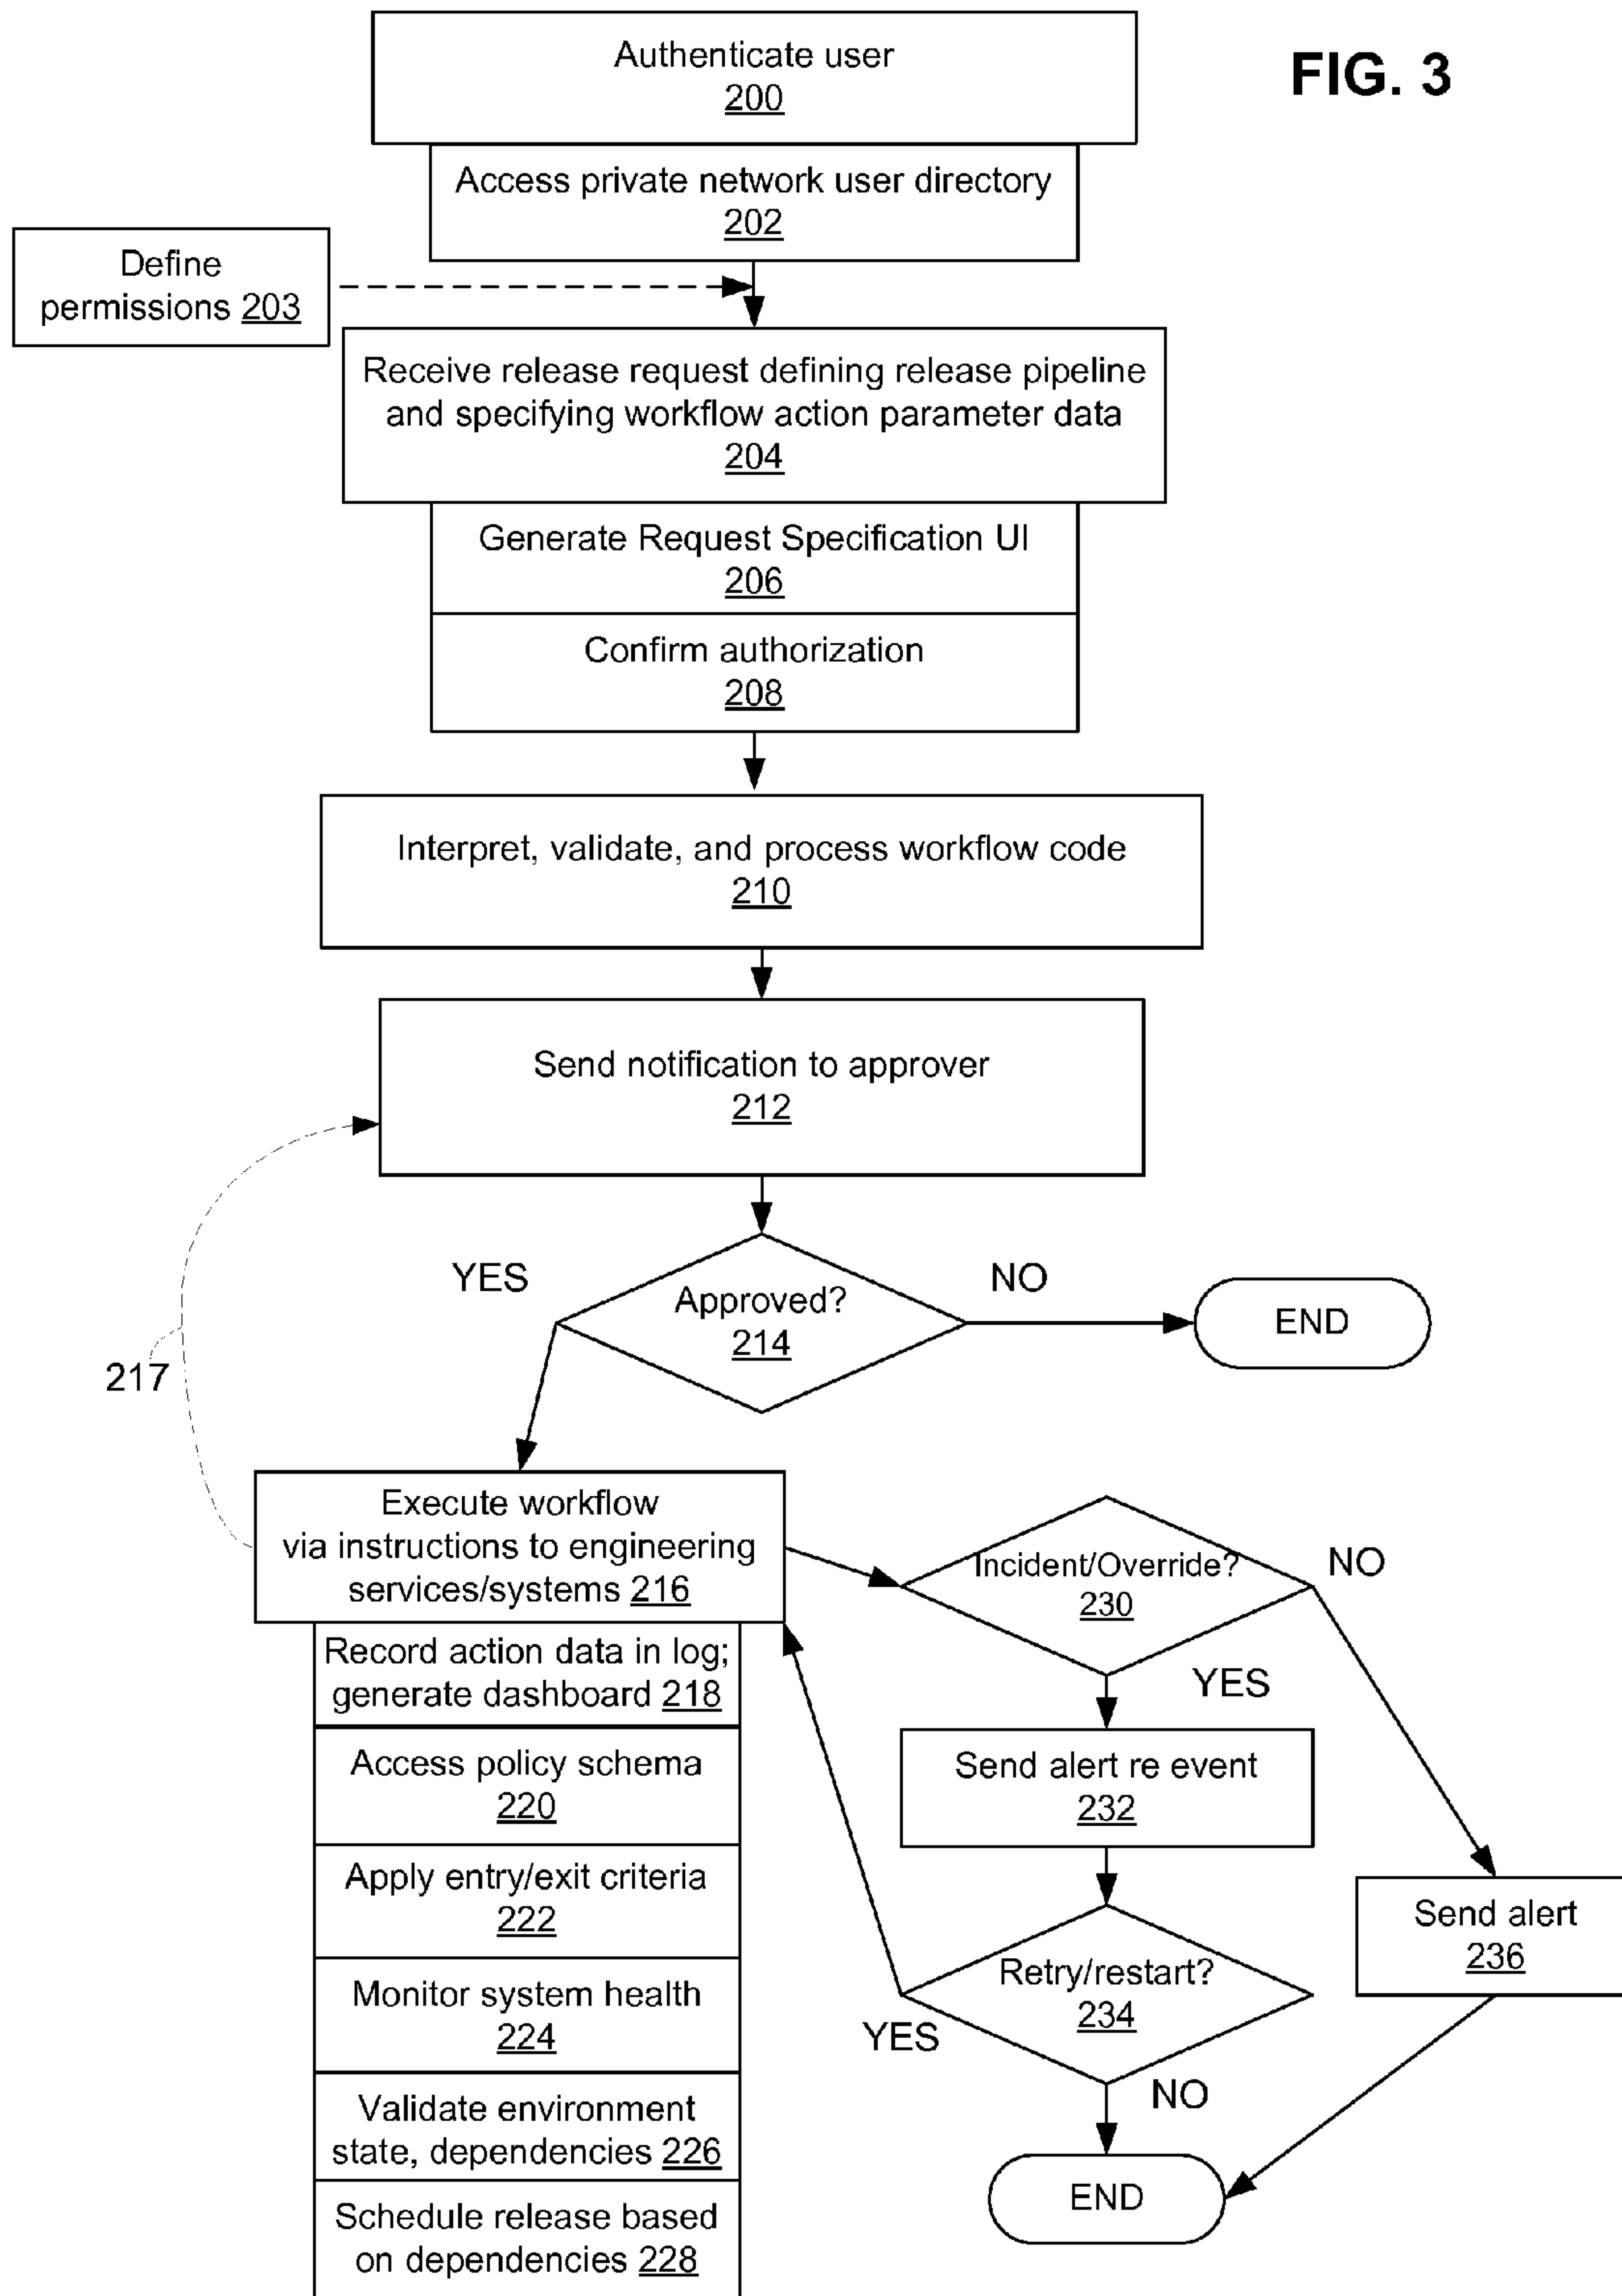 FIG. 3
Authenticate user
200
Access private network user directory
202
Define
permissions 203
Receive release request defining release pipeline
and specifying workflow action parameter data
204
Generate Request Specification UI
206
Confirm authorization
208
Interpret, validate, and process workflow code
210
Send notification to approver
212
YES
NO
Approved?
214
END
217
Execute workflow
via instructions to engineering
services/systems 216
Record action data in log;
generate dashboard 218
Access policy schema
220
Apply entry/exit criteria
222
Monitor system health
224
Validate environment
state, dependencies 226
Schedule release based
on dependencies 228
Incident/Override?
230
NO
YES
Send alert re event
232
Retry/restart?
234
YES
NO
Send alert
236
END